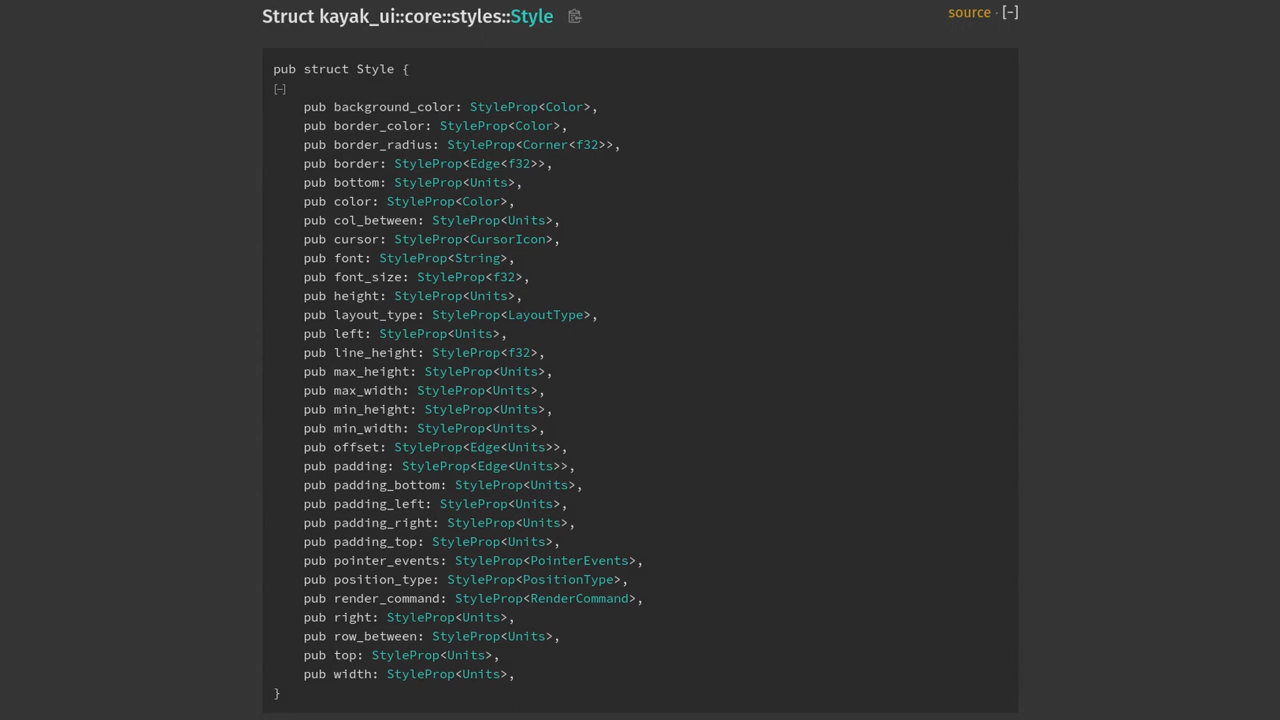 Struct kayak_ui::core::styles::Style
source · [-]
pub struct Style {
[-]
pub background_color: StyleProp<Color>,
pub border_color: StyleProp<Color>,
pub border_radius: StyleProp<Corner<f32>>,
pub border: StyleProp<Edge<f32>>,
pub bottom: StyleProp<Units>,
pub color: StyleProp<Color>,
pub col_between: StyleProp<Units>,
pub cursor: StyleProp<CursorIcon>,
pub font: StyleProp<String>,
pub font_size: StyleProp<f32>,
pub height: StyleProp<Units>,
pub layout_type: StyleProp<LayoutType>,
pub left: StyleProp<Units>,
pub line_height: StyleProp<f32>,
pub max_height: StyleProp<Units>,
pub max_width: StyleProp<Units>,
pub min_height: StyleProp<Units>,
pub min_width: StyleProp<Units>,
pub offset: StyleProp<Edge<Units>>,
pub padding: StyleProp<Edge<Units>>,
pub padding_bottom: StyleProp<Units>,
pub padding_left: StyleProp<Units>,
pub padding_right: StyleProp<Units>,
pub padding_top: StyleProp<Units>,
pub pointer_events: StyleProp<PointerEvents>,
pub position_type: StyleProp<PositionType>,
pub render_command: StyleProp<RenderCommand>,
pub right: StyleProp<Units>,
pub row_between: StyleProp<Units>,
pub top: StyleProp<Units>,
pub width: StyleProp<Units>,
}